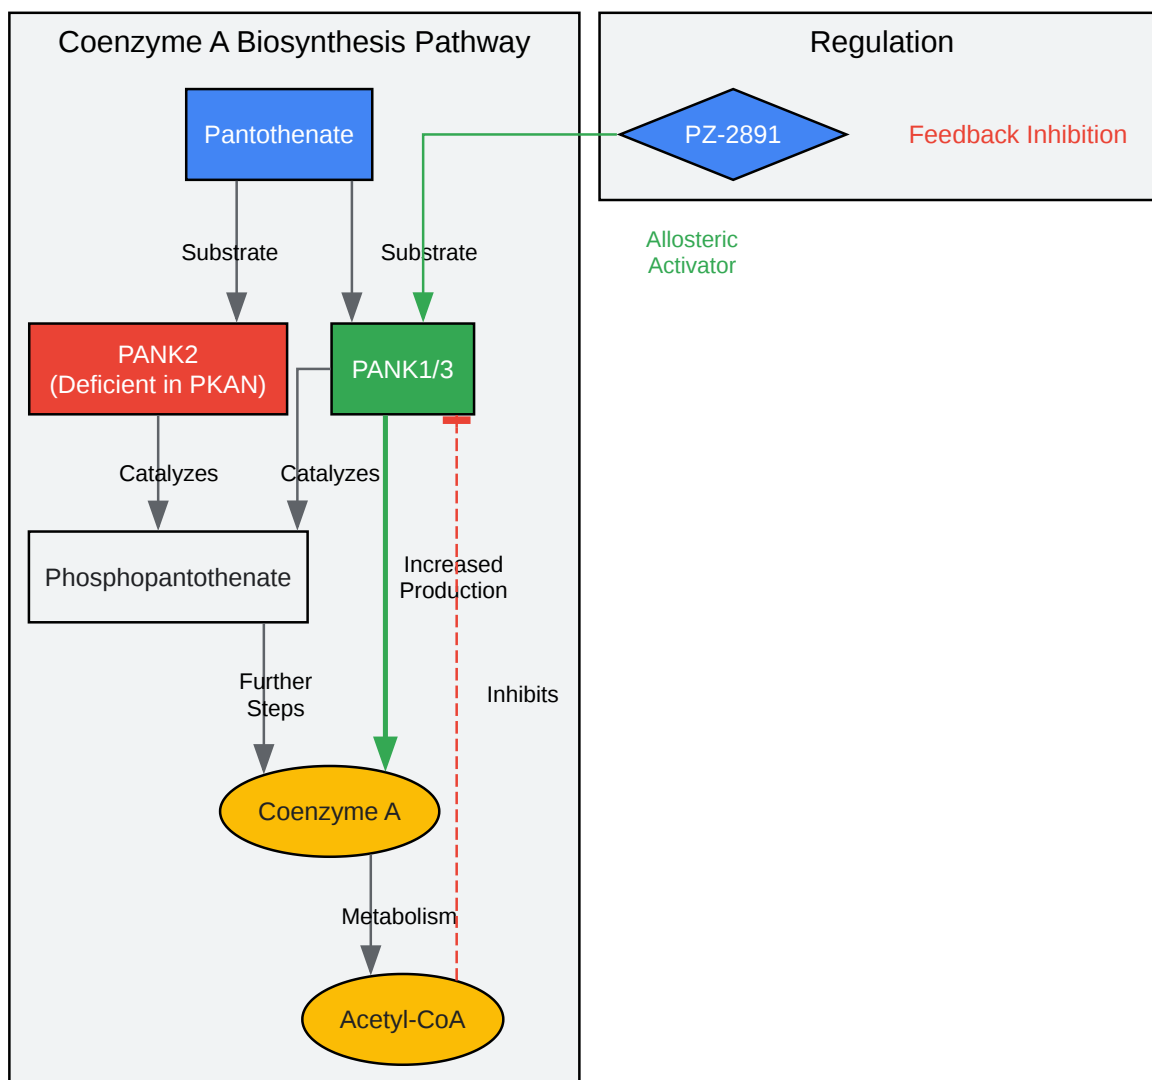 Coenzyme A Biosynthesis Pathway
Regulation
Pantothenate
PZ-2891
Feedback Inhibition
Substrate
Substrate
Allosteric
Activator
PANK2
(Deficient in PKAN)
PANK1/3
Catalyzes
Catalyzes
Phosphopantothenate
Increased
Production
Further
Steps
Inhibits
Coenzyme A
Metabolism
Acetyl-CoA